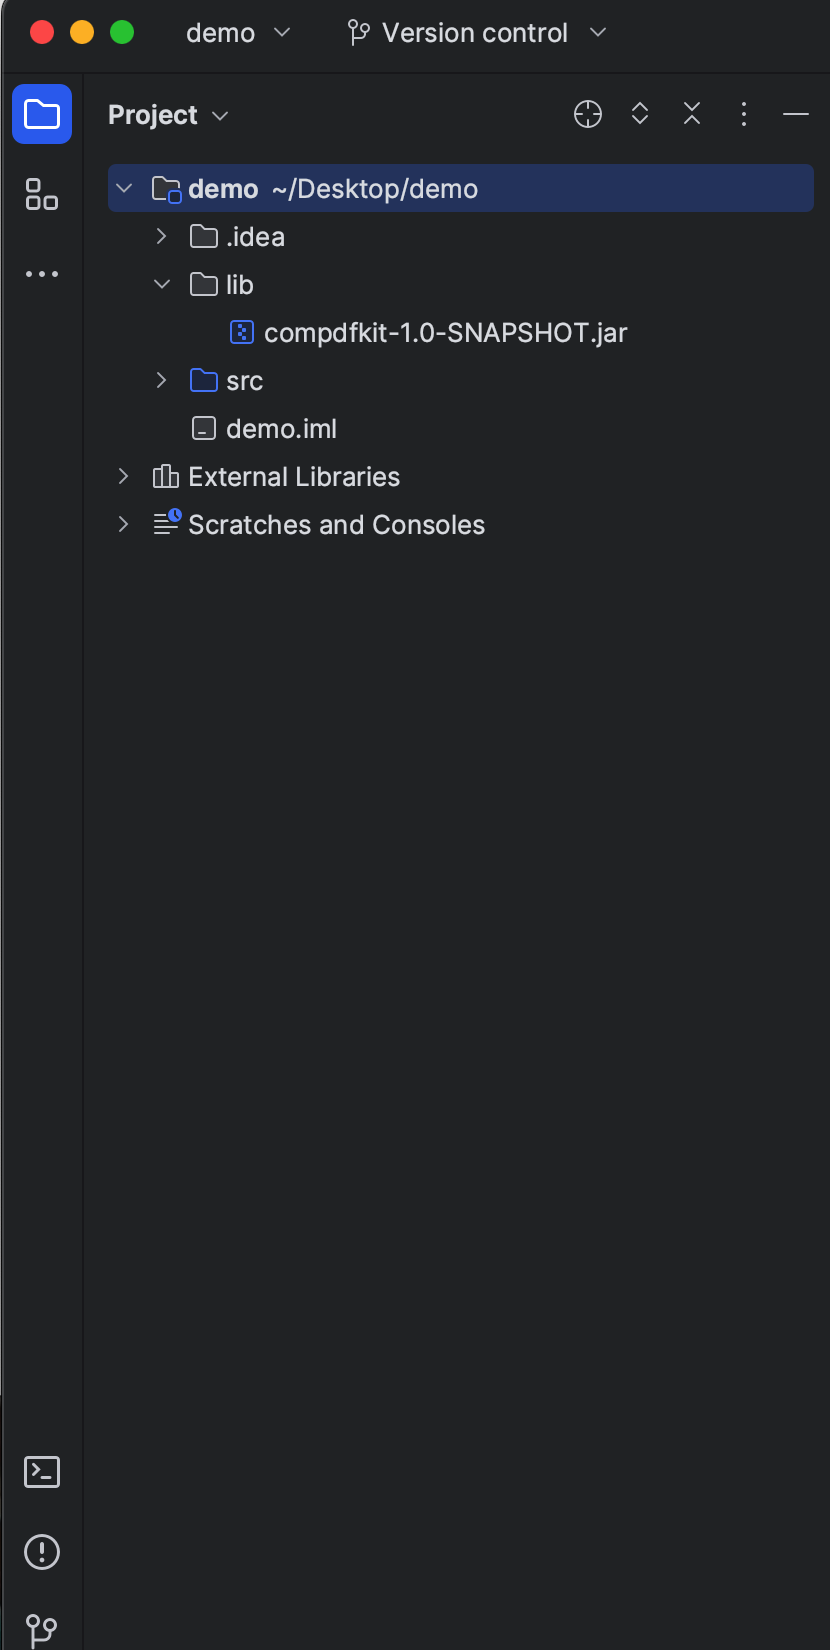 demo Version control
Project
demo ~/Desktop/demo
.idea
lib
compdfkit-1.0-SNAPSHOT.jar
src
demo.iml
External Libraries
Scratches and Consoles